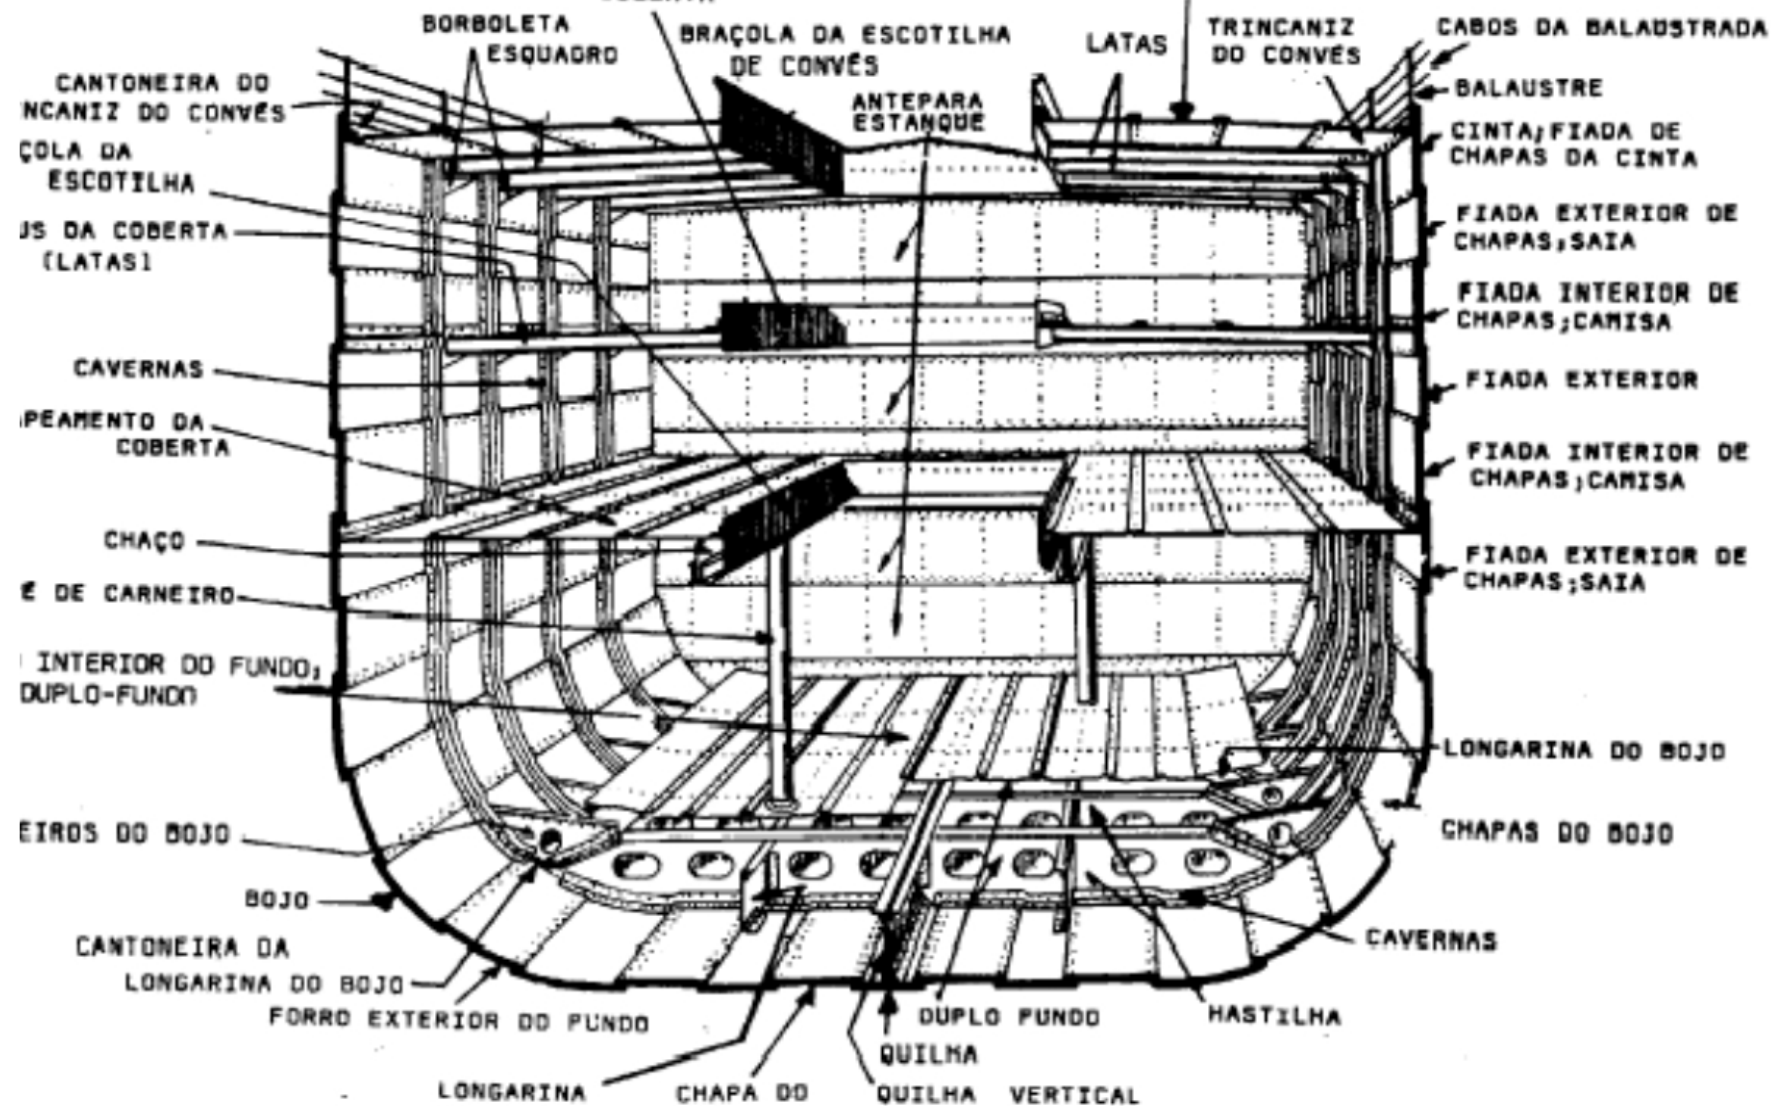 BORBOLETA
ESQUADRO
BRAÇOLA DA ESCOTILHA
DE CONVÉS
LATAS
TRINCANIZ
DO CONVÉS
CABOS DA BALAUSTRADA
BALAUSTRE
CANTONEIRA DO
NCANIZ DO CONVÉS
ANTEPARA
ESTANQUE
CINTA;FIADA DE
CHAPAS DA CINTA
ÇOLA DA
ESCOTILHA
FIADA EXTERIOR DE
CHAPAS;SAIA
US DA COBERTA
(LATAS)
FIADA INTERIOR DE
CHAPAS;CAMISA
CAVERNAS
FIADA EXTERIOR
PEAMENTO DA
COBERTA
FIADA INTERIOR DE
CHAPAS;CAMISA
CHAÇO
FIADA EXTERIOR DE
CHAPAS;SAIA
É DE CARNEIRO
INTERIOR DO FUNDO;
DUPLO-FUNDO
LONGARINA DO BOJO
EIROS DO BOJO
CHAPAS DO BOJO
BOJO
CAVERNAS
CANTONEIRA DA
LONGARINA DO BOJO
FORRO EXTERIOR DO FUNDO
DUPLO FUNDO
HASTILHA
QUILHA
LONGARINA
CHAPA DO
QUILHA VERTICAL